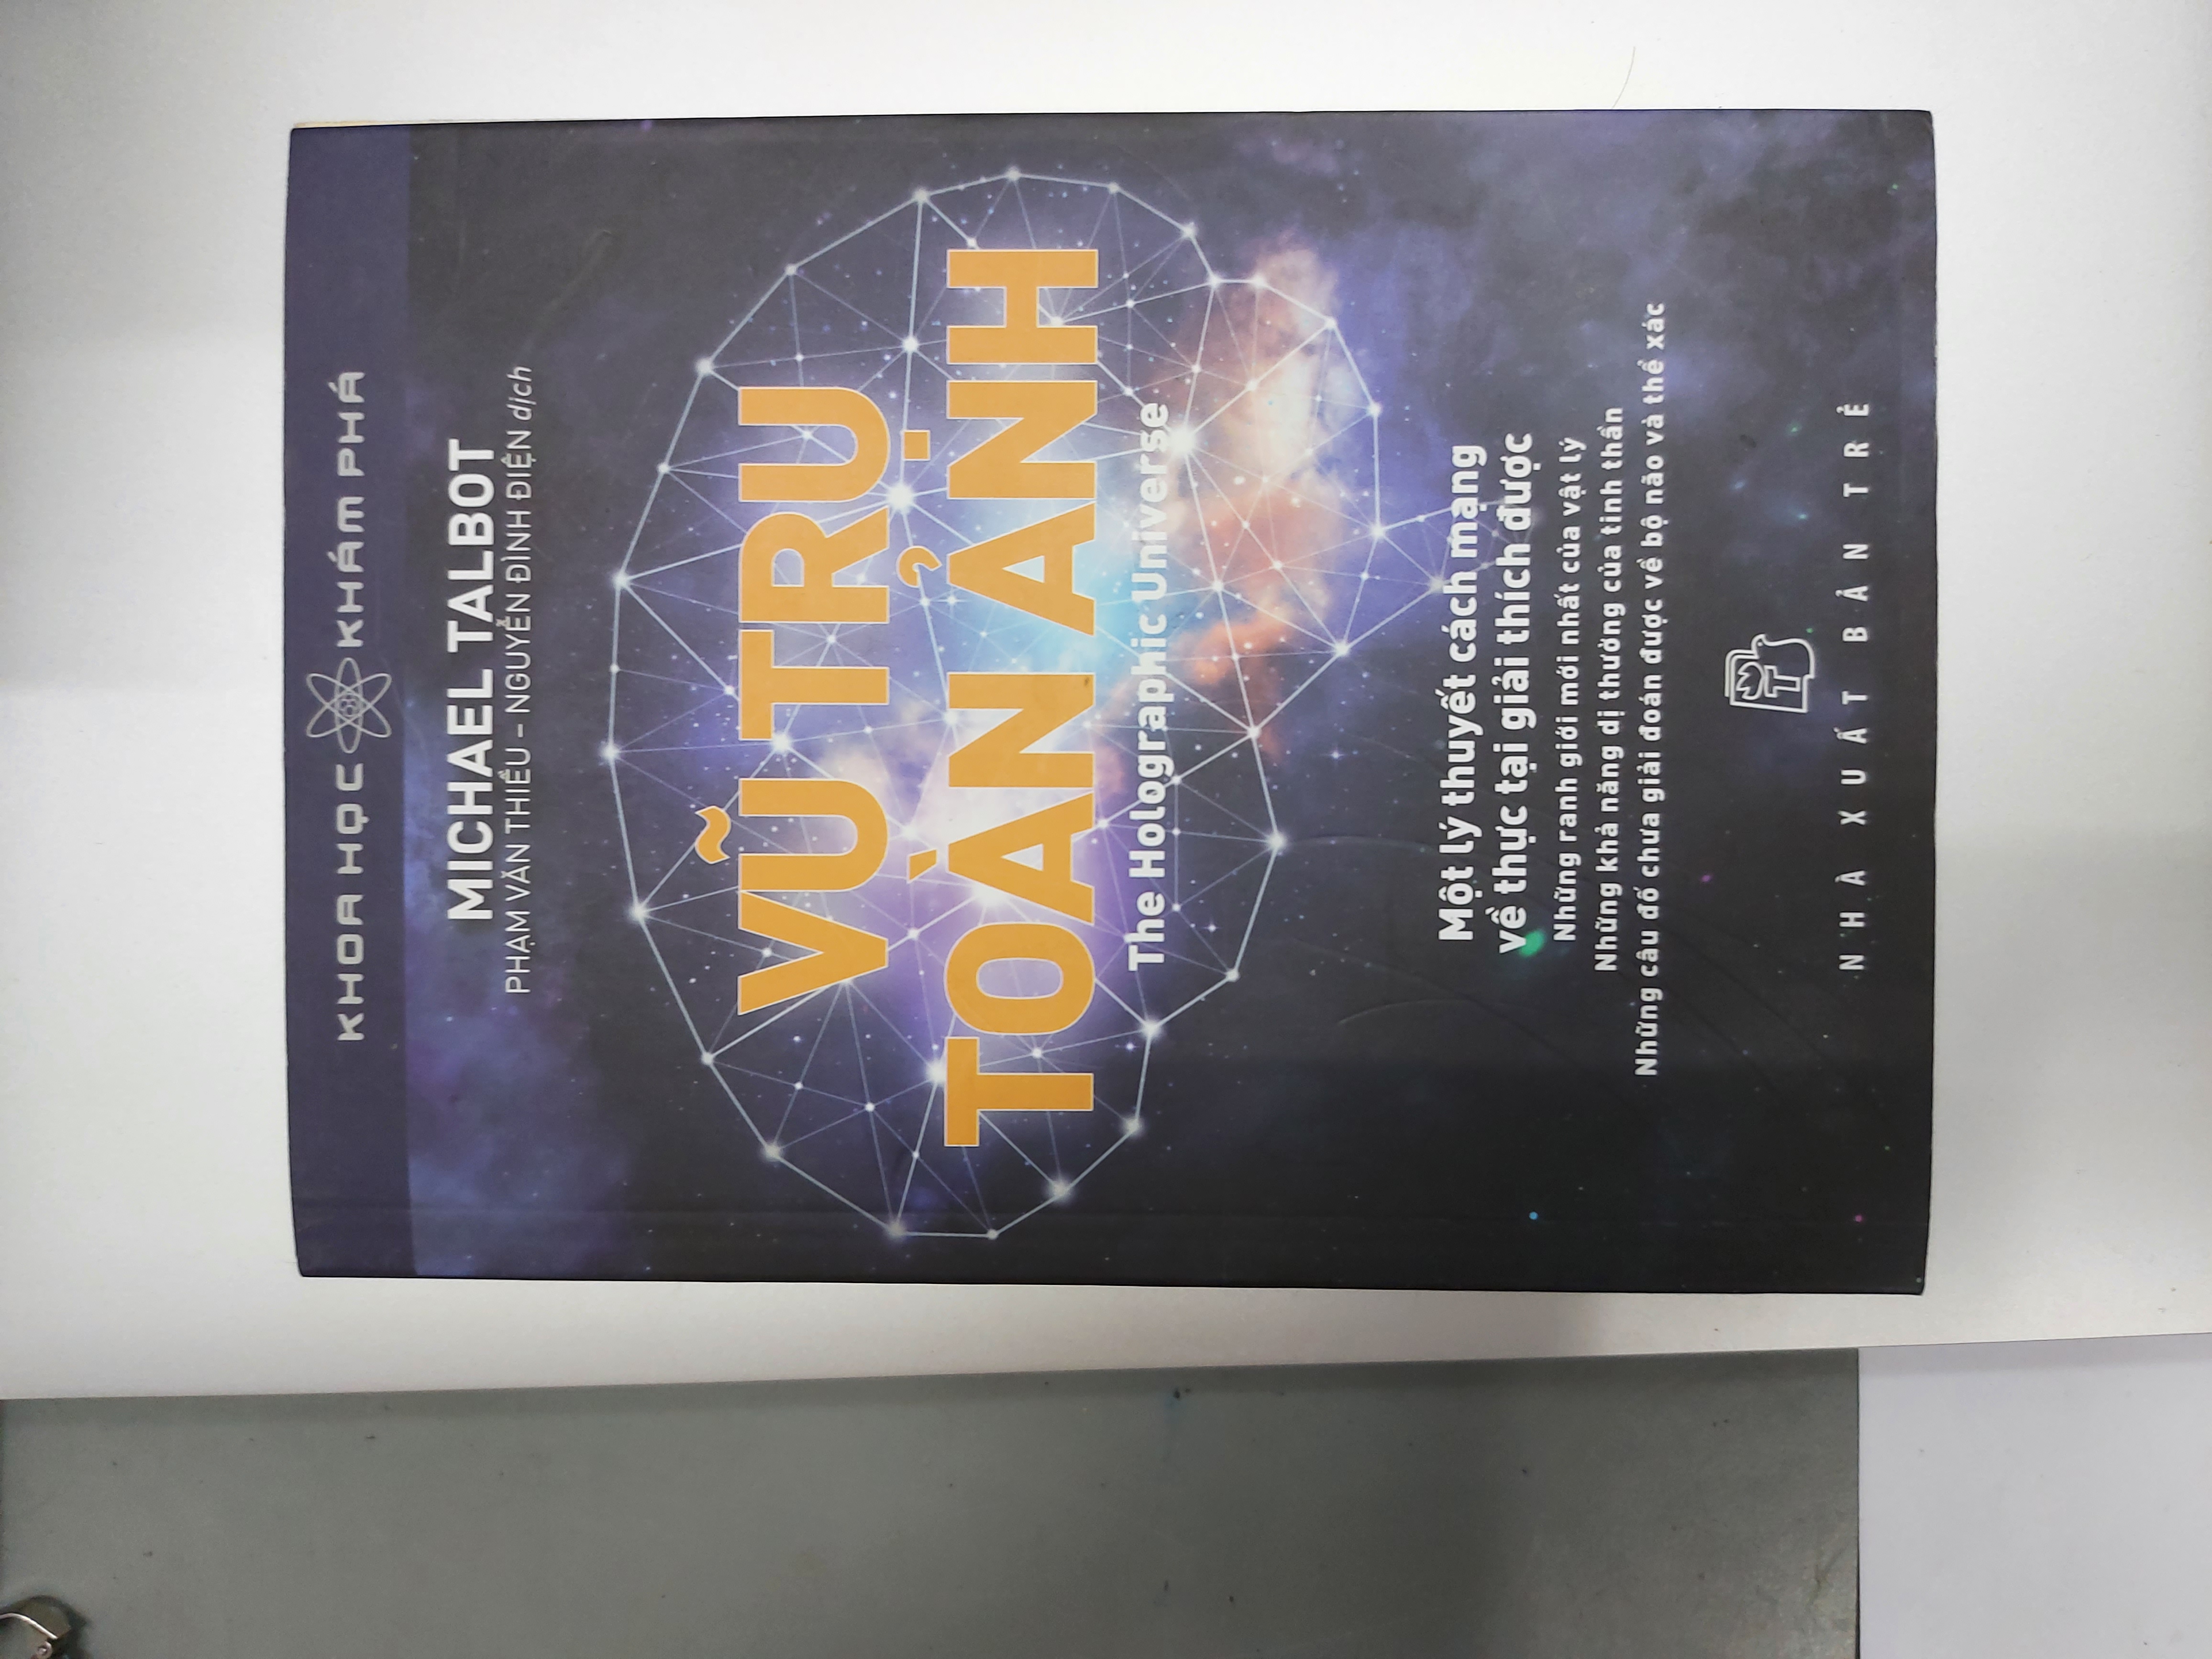 KHOA HỌC KHÁM PHÁ
MICHAEL TALBOT
PHẠM VĂN THIỀU – NGUYỄN ĐÌNH ĐIỆN dịch
VŨ TRỤ
TOÀN ẢNH
The Holographic Universe
Một lý thuyết cách mạng
về thực tại giải thích được
Những ranh giới mới nhất của vật lý
Những khả năng dị thường của tinh thần
Những câu đố chưa giải đoán được về bộ não và thể xác
T
NHÀ XUẤT BẢN TRẺ